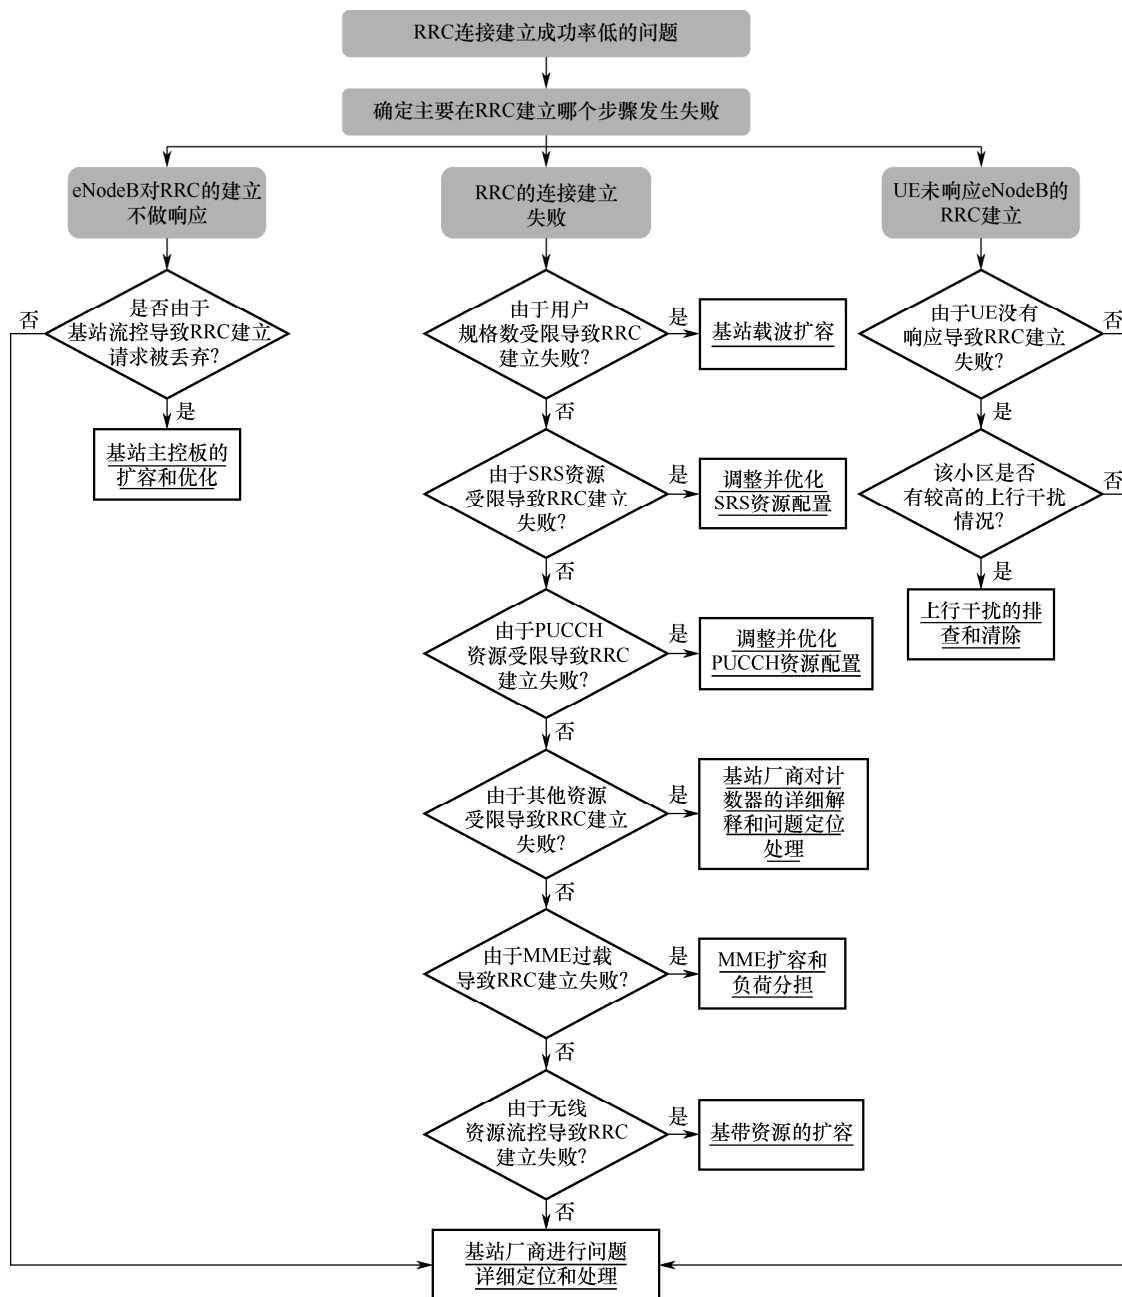 RRC连接建立成功率低的问题
确定主要在RRC建立哪个步骤发生失败
eNodeB对RRC的建立
不做响应
RRC的连接建立
失败
UE未响应eNodeB的
RRC建立
否
是否由于
基站流控导致RRC建立
请求被丢弃?
是
基站主控板的
扩容和优化
由于用户
规格数受限导致RRC
建立失败?
是
基站载波扩容
否
由于SRS资源
受限导致RRC建立
失败?
是
调整并优化
SRS资源配置
否
由于PUCCH
资源受限导致RRC
建立失败?
是
调整并优化
PUCCH资源配置
否
由于其他资源
受限导致RRC建立
失败?
是
基站厂商对计
数器的详细解
释和问题定位
处理
否
由于MME过载
导致RRC建立失败?
是
MME扩容和
负荷分担
否
由于无线
资源流控导致RRC
建立失败?
是
基带资源的扩容
否
由于UE没有
响应导致RRC建立
失败?
否
是
该小区是否
有较高的上行干扰
情况?
否
是
上行干扰的排
查和清除
基站厂商进行问题
详细定位和处理